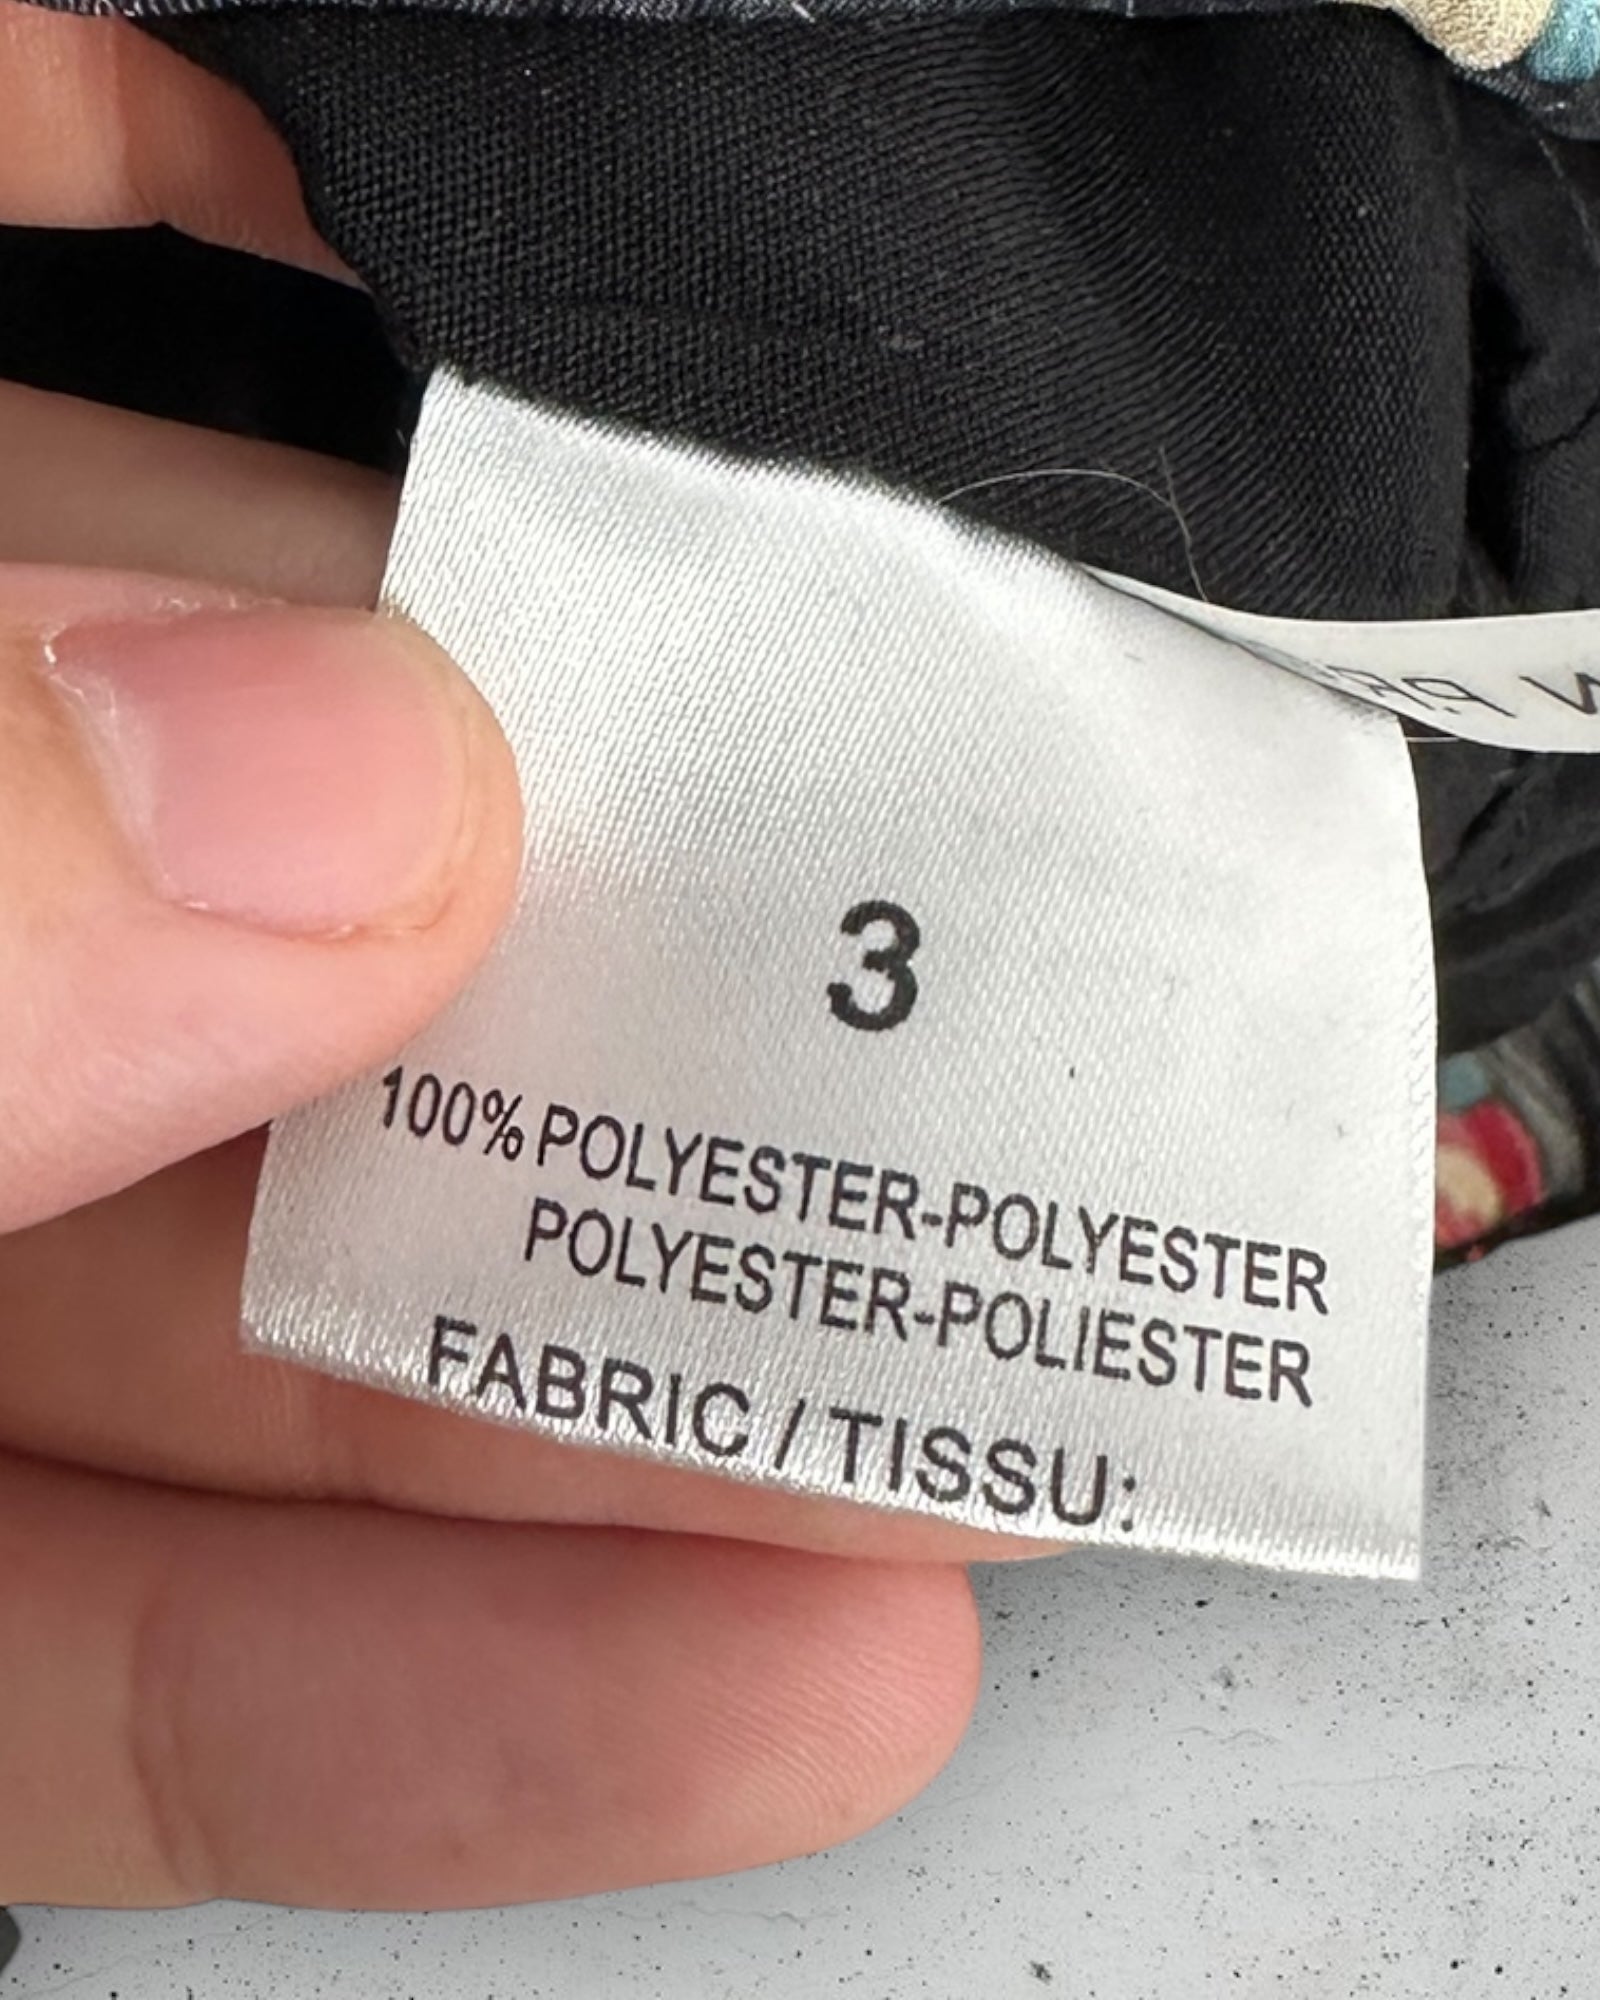 3
100% POLYESTER-POLYESTER
POLYESTER-POLIESTER
FABRIC / TISSU: